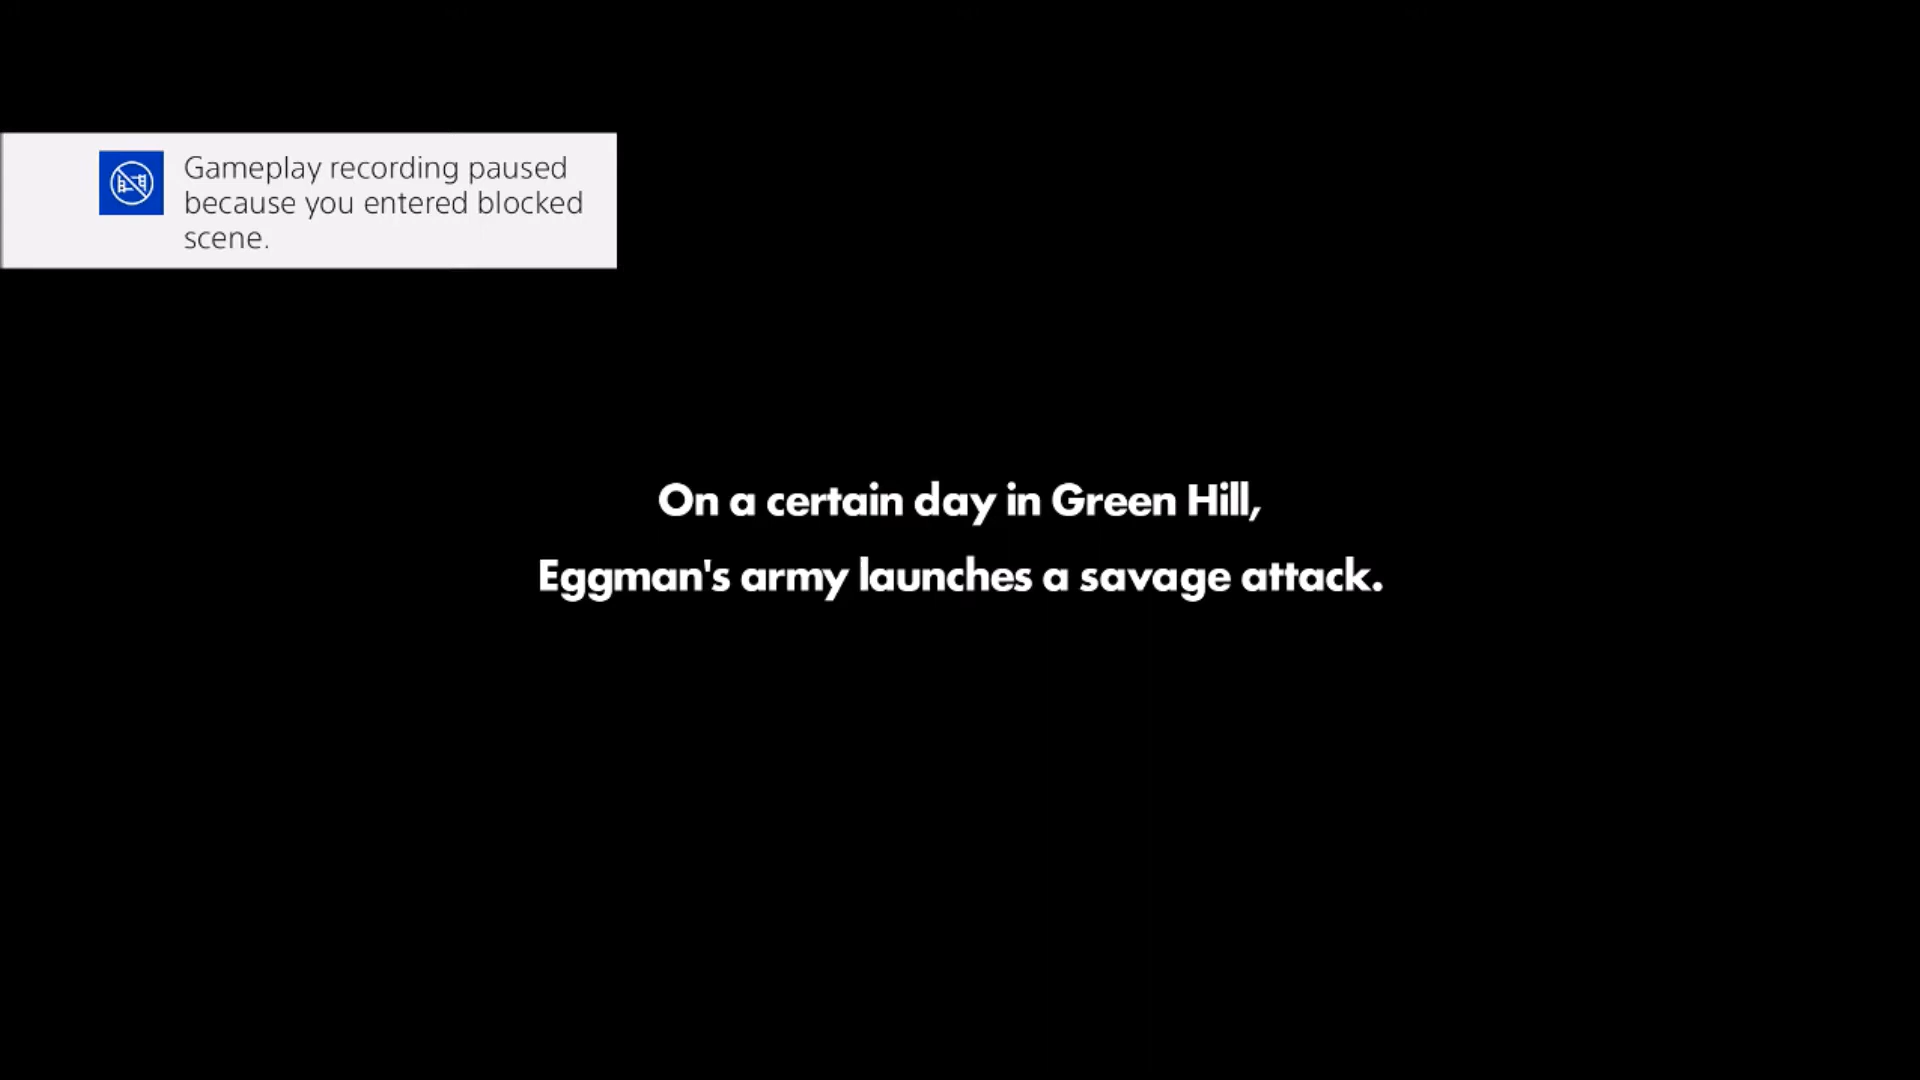 Gameplay recording paused
because you entered blocked
scene.
On a certain day in Green Hill,
Eggman's army launches a savage attack.